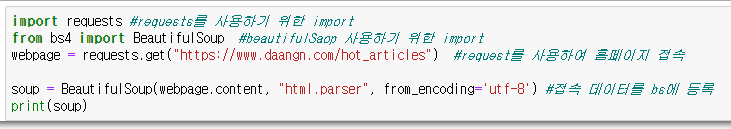 import requests #requests를 사용하기 위한 import
from bs4 import BeautifulSoup  #beautifulSaop 사용하기 위한 import
webpage = requests.get("https://www.daangn.com/hot_articles")  #request를 사용하여 홈페이지 접속
soup = BeautifulSoup(webpage.content, "html.parser", from_encoding='utf-8') #접속 데이터를 bs에 등록
print(soup)